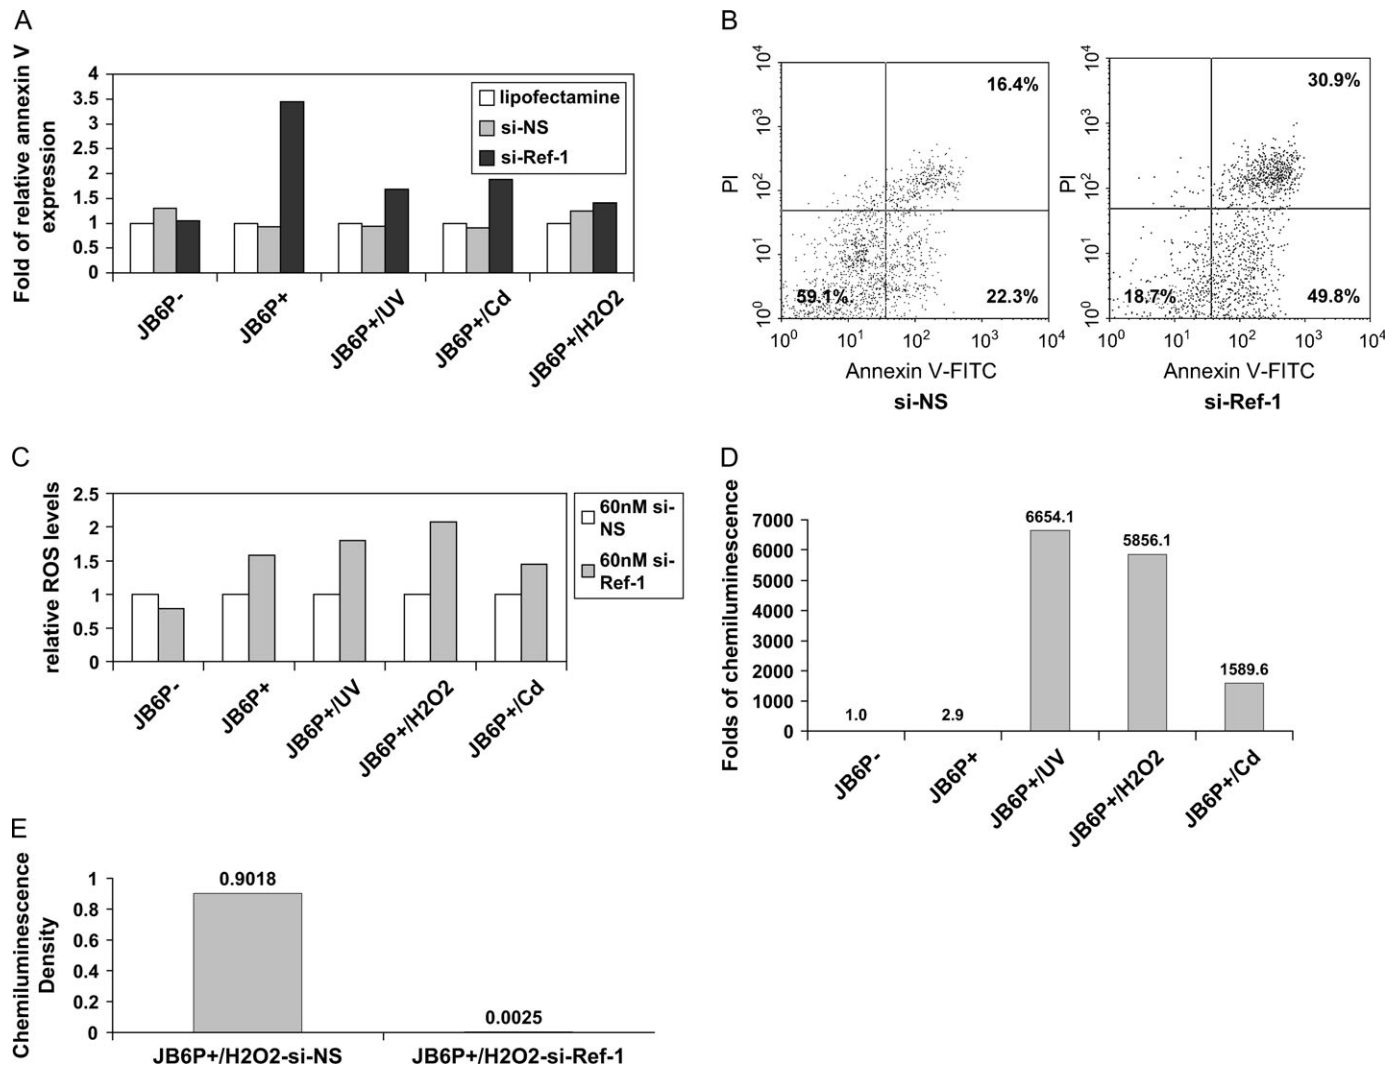 A
Fold of relative annexin V
expression
4
3.5
3
2.5
2
1.5
1
0.5
0
lipofectamine
si-NS
si-Ref-1
JB6P-
JB6P+
JB6P+/UV
JB6P+/Cd
JB6P+/H2O2
B
PI
10^4
10^3
10^2
10^1
10^0
16.4%
59.1%
22.3%
10^0 10^1 10^2 10^3 10^4
Annexin V-FITC
si-NS
PI
10^4
10^3
10^2
10^1
10^0
30.9%
18.7%
49.8%
10^0 10^1 10^2 10^3 10^4
Annexin V-FITC
si-Ref-1
C
relative ROS levels
2.5
2
1.5
1
0.5
0
60nM si-
NS
60nM si-
Ref-1
JB6P-
JB6P+
JB6P+/UV
JB6P+/H2O2
JB6P+/Cd
D
Folds of chemiluminescence
7000
6000
5000
4000
3000
2000
1000
0
1.0
2.9
6654.1
5856.1
1589.6
JB6P-
JB6P+
JB6P+/UV
JB6P+/H2O2
JB6P+/Cd
E
Chemiluminescence
Density
1
0.8
0.6
0.4
0.2
0
0.9018
0.0025
JB6P+/H2O2-si-NS
JB6P+/H2O2-si-Ref-1